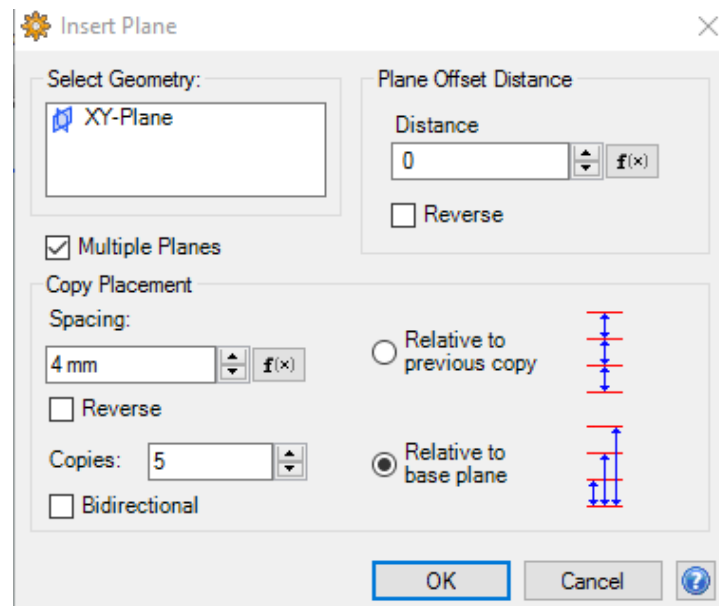 Insert Plane
Select Geometry:
XY-Plane
Plane Offset Distance
Distance
0
f(x)
Reverse
Multiple Planes
Copy Placement
Spacing:
4 mm
f(x)
Reverse
Copies: 5
Bidirectional
Relative to
previous copy
Relative to
base plane
OK
Cancel
?